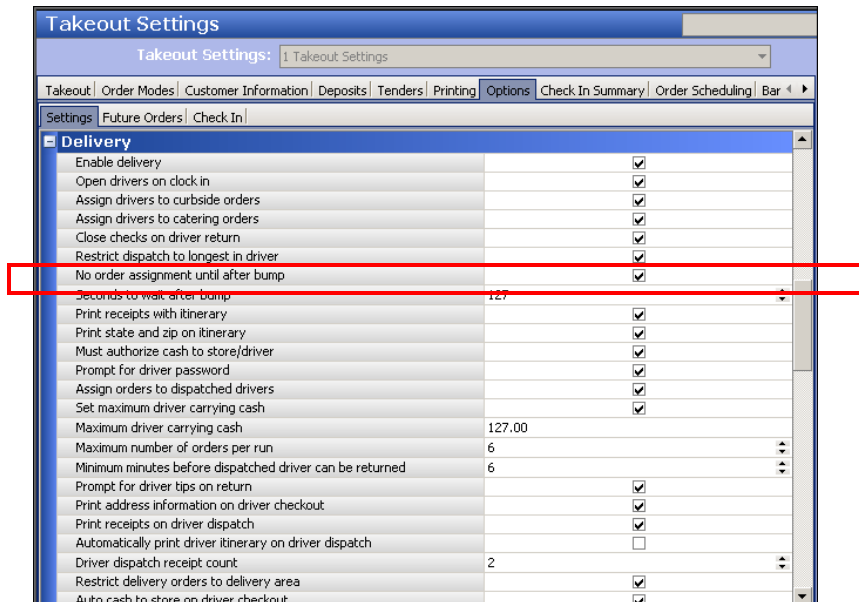 Takeout Settings
Takeout Settings: 1 Takeout Settings
Takeout Order Modes Customer Information Deposits Tenders Printing Options Check In Summary Order Scheduling Bar
Settings Future Orders Check In
Delivery
Enable delivery
Open drivers on clock in
Assign drivers to curbside orders
Assign drivers to catering orders
Close checks on driver return
Restrict dispatch to longest in driver
No order assignment until after bump
Seconds to wait after bump 127
Print receipts with itinerary
Print state and zip on itinerary
Must authorize cash to store/driver
Prompt for driver password
Assign orders to dispatched drivers
Set maximum driver carrying cash
Maximum driver carrying cash 127.00
Maximum number of orders per run 6
Minimum minutes before dispatched driver can be returned 6
Prompt for driver tips on return
Print address information on driver checkout
Print receipts on driver dispatch
Automatically print driver itinerary on driver dispatch
Driver dispatch receipt count 2
Restrict delivery orders to delivery area
Auto cash to store on driver checkout